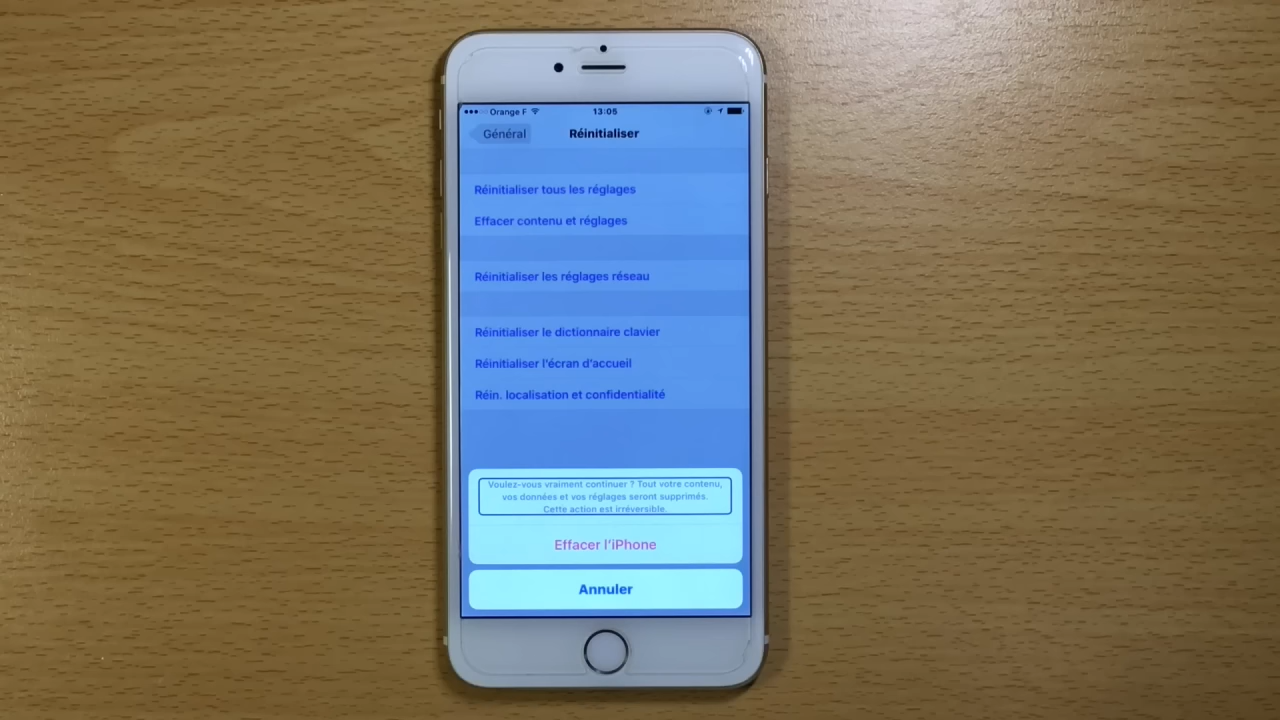 Orange F 13:05
Général Réinitialiser
Réinitialiser tous les réglages
Effacer contenu et réglages
Réinitialiser les réglages réseau
Réinitialiser le dictionnaire clavier
Réinitialiser l'écran d'accueil
Réin. localisation et confidentialité
Voulez-vous vraiment continuer ? Tout votre contenu,
vos données et vos réglages seront supprimés.
Cette action est irréversible.
Effacer l'iPhone
Annuler